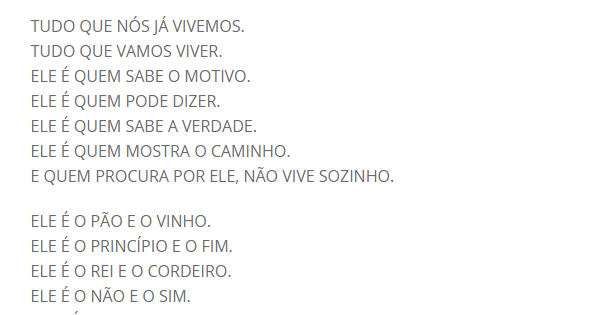 TUDO QUE NÓS JÁ VIVEMOS.
TUDO QUE VAMOS VIVER.
ELE É QUEM SABE O MOTIVO.
ELE É QUEM PODE DIZER.
ELE É QUEM SABE A VERDADE.
ELE É QUEM MOSTRA O CAMINHO.
E QUEM PROCURA POR ELE, NÃO VIVE SOZINHO.
ELE É O PÃO E O VINHO.
ELE É O PRINCÍPIO E O FIM.
ELE É O REI E O CORDEIRO.
ELE É O NÃO E O SIM.